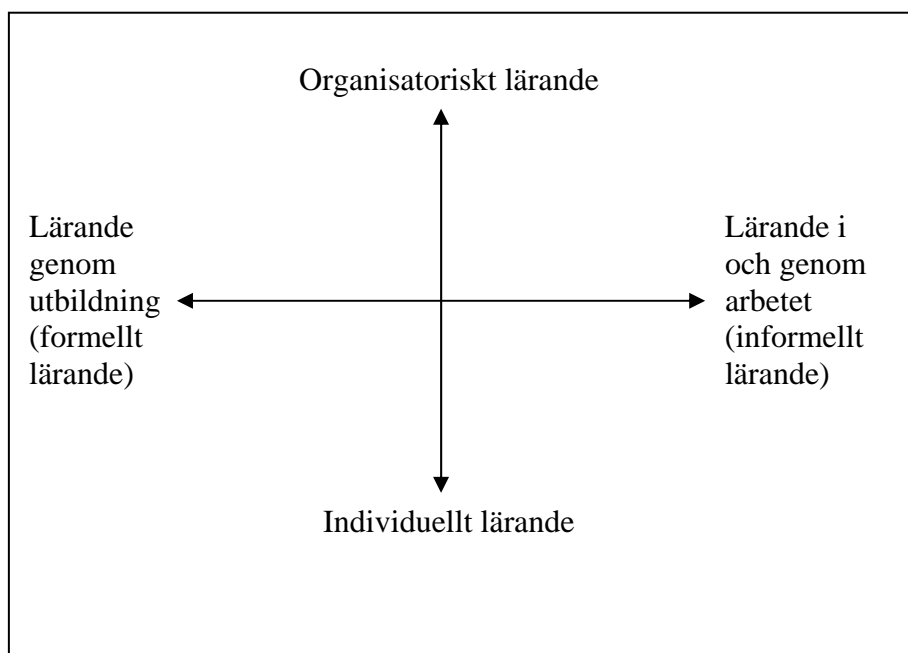 Organisatoriskt lärande
Lärande
genom
utbildning
(formellt
lärande)
Lärande i
och genom
arbetet
(informellt
lärande)
Individuellt lärande